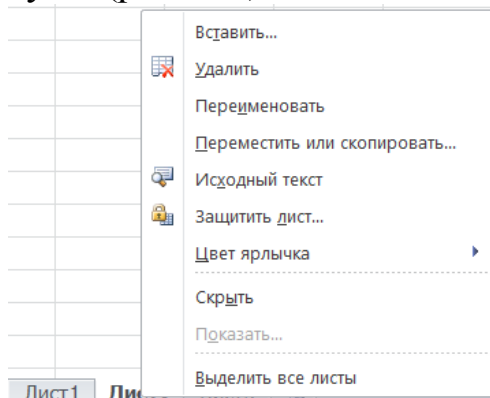 Вставить...
Удалить
Переименовать
Переместить или скопировать...
Исходный текст
Защитить лист...
Цвет ярлычка
Скрыть
Показать...
Выделить все листы
Лист1